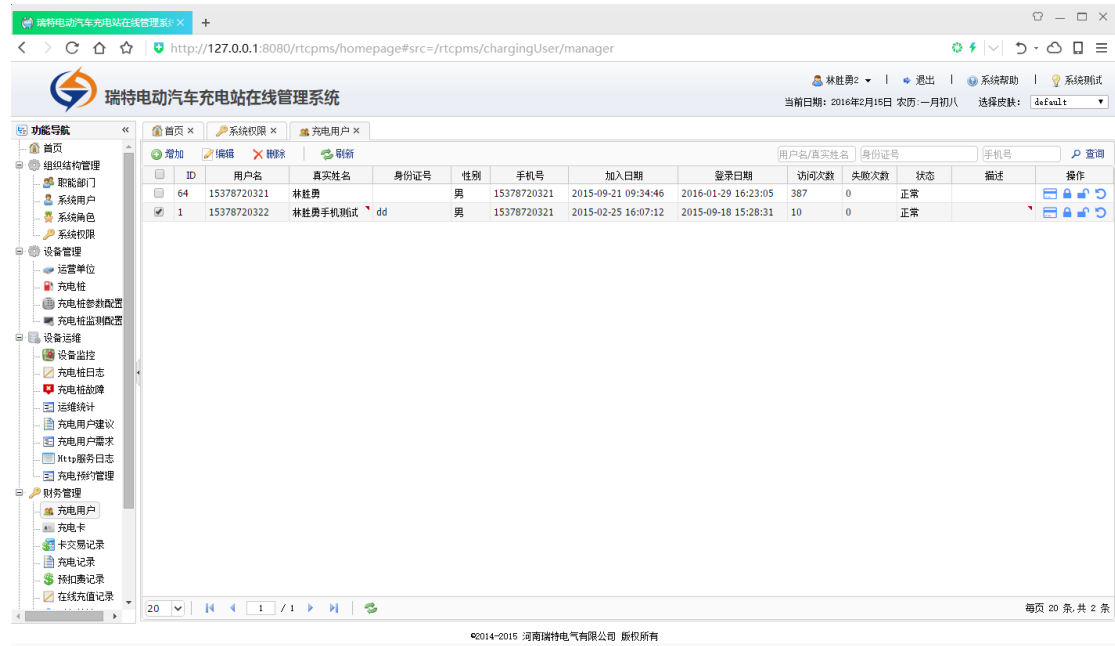 瑞特电动汽车充电站在线管理系
http://127.0.0.1:8080/rtcpms/homepage#src=/rtcpms/chargingUser/manager
瑞特电动汽车充电站在线管理系统
林胜勇2 退出 系统帮助 系统测试
当前日期: 2016年2月15日 农历:一月初八 选择皮肤: default
功能导航 «
首页
组织结构管理
职能部门
系统用户
系统角色
系统权限
设备管理
运营单位
充电桩
充电桩参数配置
充电桩监测配置
设备运维
设备监控
充电桩日志
充电桩故障
运维统计
充电用户建议
充电用户需求
Http服务日志
充电预约管理
财务管理
充电用户
充电卡
卡交易记录
充电记录
预扣费记录
在线充值记录
首页 × 系统权限 × 充电用户 ×
增加 编辑 删除 刷新 用户名/真实姓名 身份证号 手机号 查询
ID 用户名 真实姓名 身份证号 性别 手机号 加入日期 登录日期 访问次数 失败次数 状态 描述 操作
64 15378720321 林胜勇 男 15378720321 2015-09-21 09:34:46 2016-01-29 16:23:05 387 0 正常
1 15378720322 林胜勇手机测试 dd 男 15378720321 2015-02-25 16:07:12 2015-09-18 15:28:31 10 0 正常
20 1 / 1 每页 20 条,共 2 条
©2014-2015 河南瑞特电气有限公司 版权所有